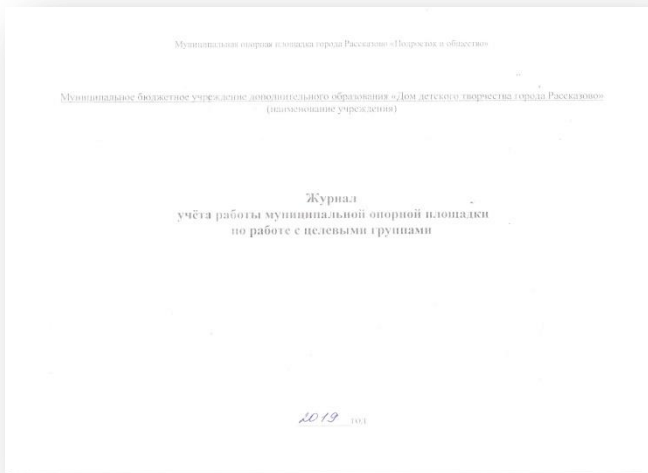 Муниципальная опорная площадка города Рассказово «Подросток и общество»
Муниципальное бюджетное учреждение дополнительного образования «Дом детского творчества города Рассказово»
(наименование учреждения)
Журнал
учёта работы муниципальной опорной площадки
по работе с целевыми группами
2019 год